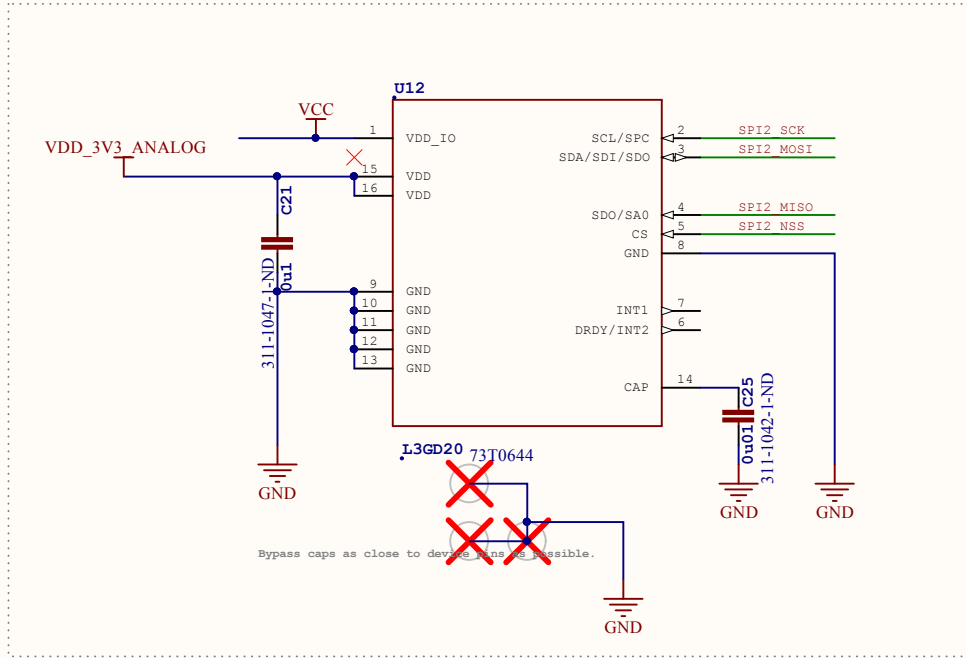 U12
VCC
VDD_3V3_ANALOG
1
VDD_IO
15
VDD
16
VDD
C21
0u1
311-1047-1-ND
9
GND
10
GND
11
GND
12
GND
13
GND
GND
SCL/SPC
2
SPI2_SCK
SDA/SDI/SDO
3
SPI2_MOSI
SDO/SA0
4
SPI2_MISO
CS
5
SPI2_NSS
GND
8
INT1
7
DRDY/INT2
6
CAP
14
C25
0u01
311-1042-1-ND
GND
GND
L3GD20
73T0644
Bypass caps as close to device pins as possible.
GND